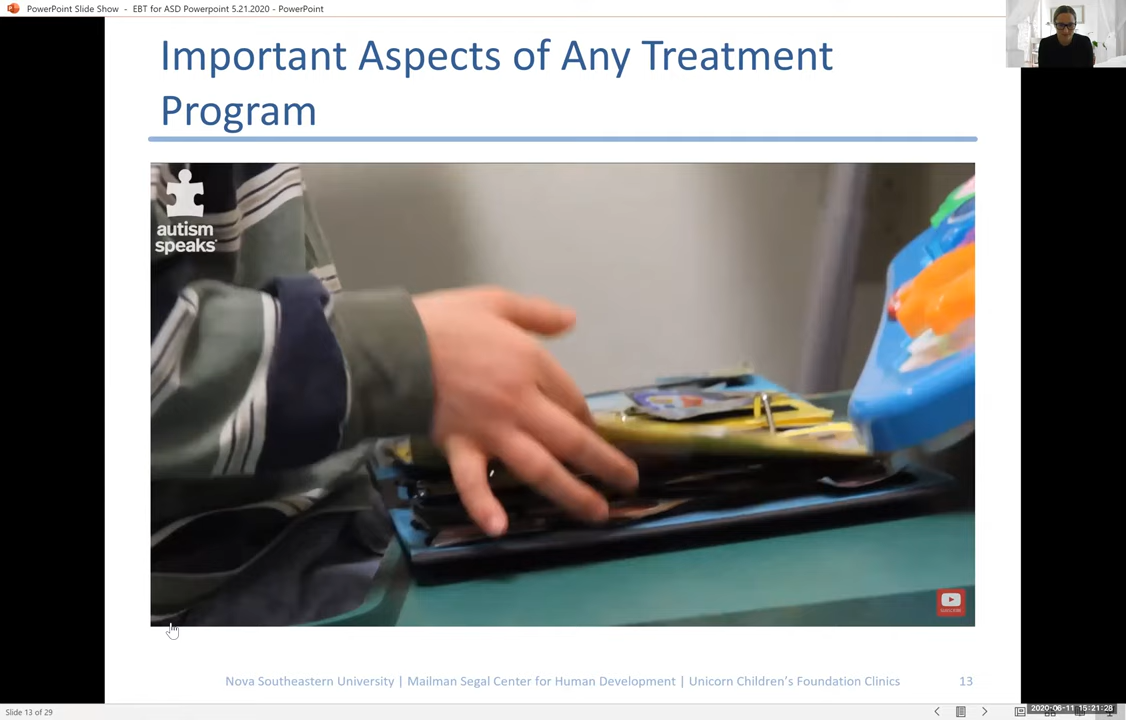 PowerPoint Slide Show - EBT for ASD Powerpoint 5.21.2020 - PowerPoint
Important Aspects of Any Treatment
Program
autism
speaks
Nova Southeastern University | Mailman Segal Center for Human Development | Unicorn Children's Foundation Clinics
13
Slide 13 of 29
2020-06-11 15:21:28